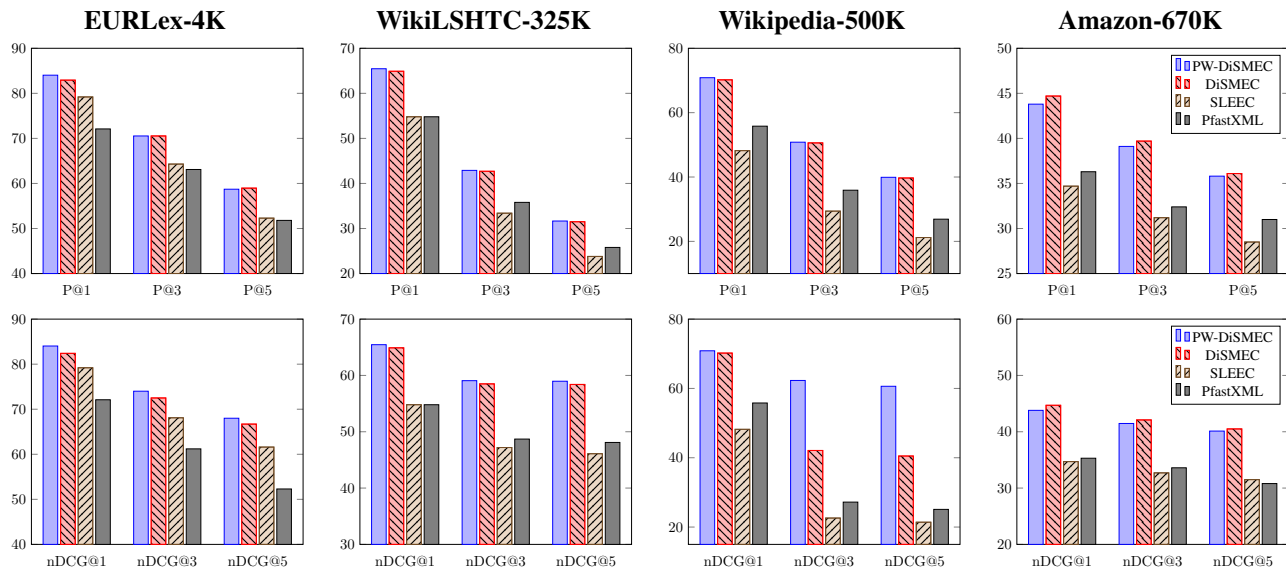 EURLex-4K WikiLSHTC-325K Wikipedia-500K Amazon-670K
90
80
70
60
50
40
P@1 P@3 P@5
70
60
50
40
30
20
P@1 P@3 P@5
80
60
40
20
P@1 P@3 P@5
50
45
40
35
30
25
P@1 P@3 P@5
PW-DiSMEC
DiSMEC
SLEEC
PfastXML
90
80
70
60
50
40
nDCG@1 nDCG@3 nDCG@5
70
60
50
40
30
nDCG@1 nDCG@3 nDCG@5
80
60
40
20
nDCG@1 nDCG@3 nDCG@5
60
50
40
30
20
nDCG@1 nDCG@3 nDCG@5
PW-DiSMEC
DiSMEC
SLEEC
PfastXML